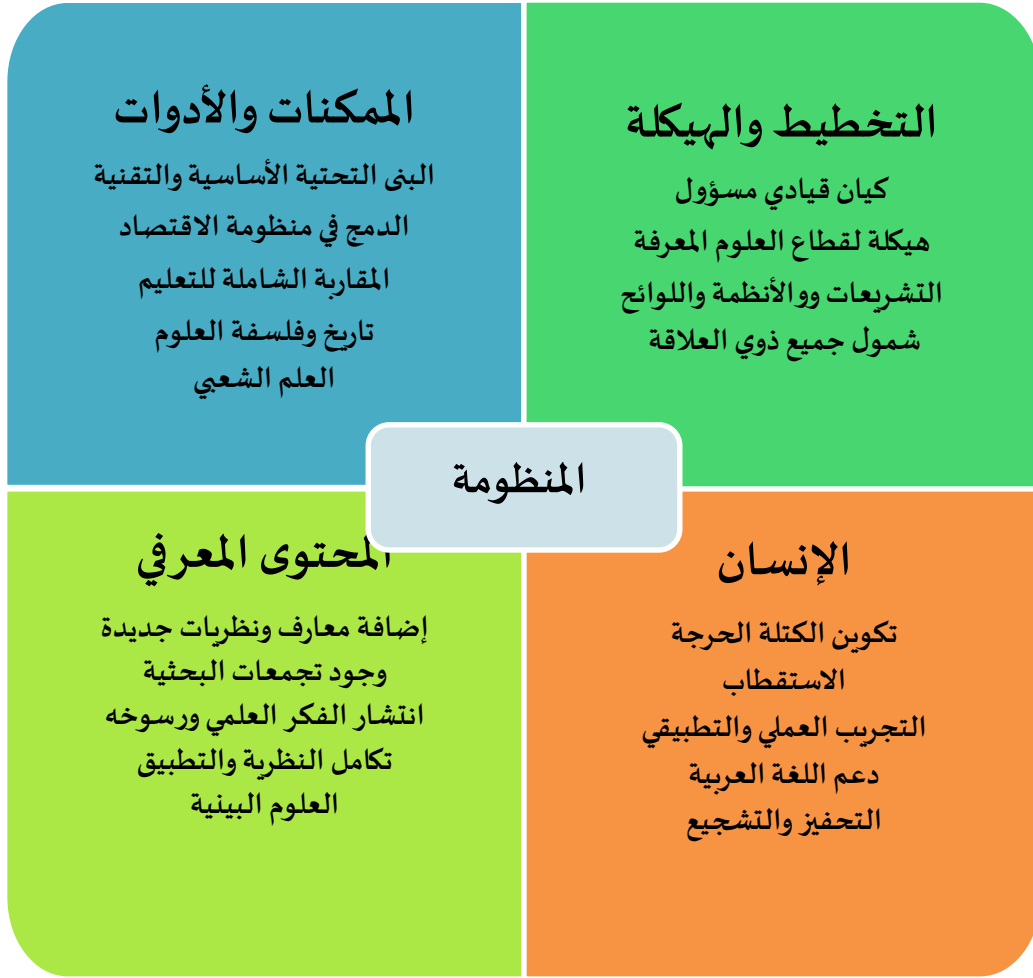 التخطيط والهيكلة
كيان قيادي مسؤول
هيكلة لقطاع العلوم المعرفة
التشريعات ووالأنظمة واللوائح
شمول جميع ذوي العلاقة
الممكنات والأدوات
البنى التحتية الأساسية والتقنية
الدمج في منظومة الاقتصاد
المقاربة الشاملة للتعليم
تاريخ وفلسفة العلوم
العلم الشعبي
المنظومة
الإنسان
تكوين الكتلة الحرجة
الاستقطاب
التجريب العملي والتطبيقي
دعم اللغة العربية
التحفيز والتشجيع
المحتوى المعرفي
إضافة معارف ونظريات جديدة
وجود تجمعات البحثية
انتشار الفكر العلمي ورسوخه
تكامل النظرية والتطبيق
العلوم البينية